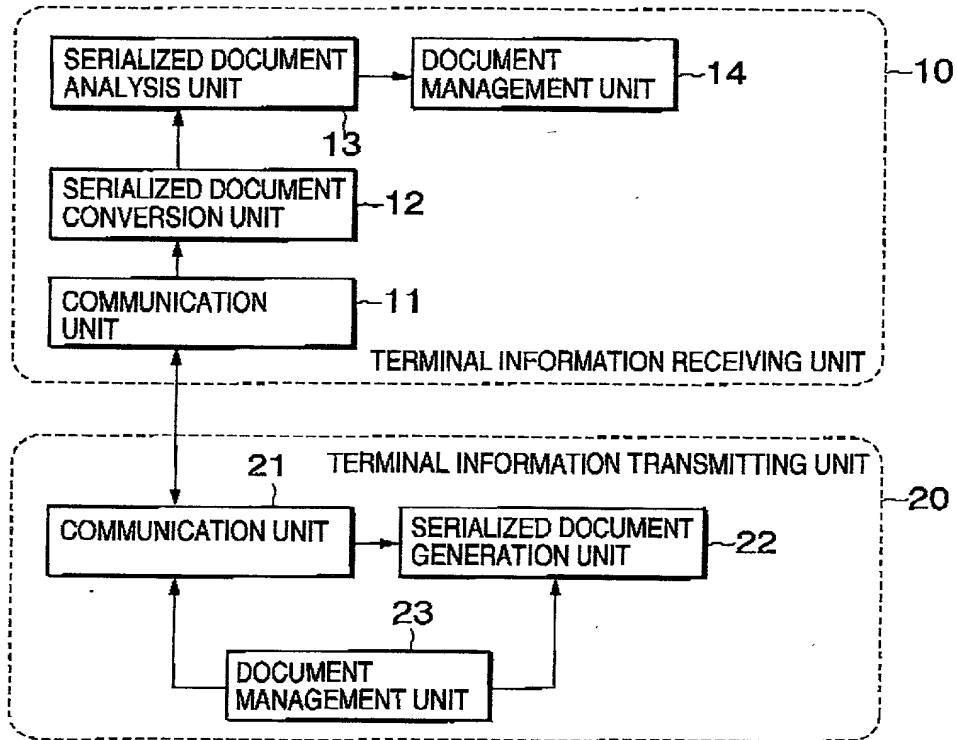 SERIALIZED DOCUMENT
ANALYSIS UNIT
13
DOCUMENT
MANAGEMENT UNIT
14
10
SERIALIZED DOCUMENT
CONVERSION UNIT
12
COMMUNICATION
UNIT
11
TERMINAL INFORMATION RECEIVING UNIT
TERMINAL INFORMATION TRANSMITTING UNIT
20
21
COMMUNICATION UNIT
SERIALIZED DOCUMENT
GENERATION UNIT
22
23
DOCUMENT
MANAGEMENT UNIT